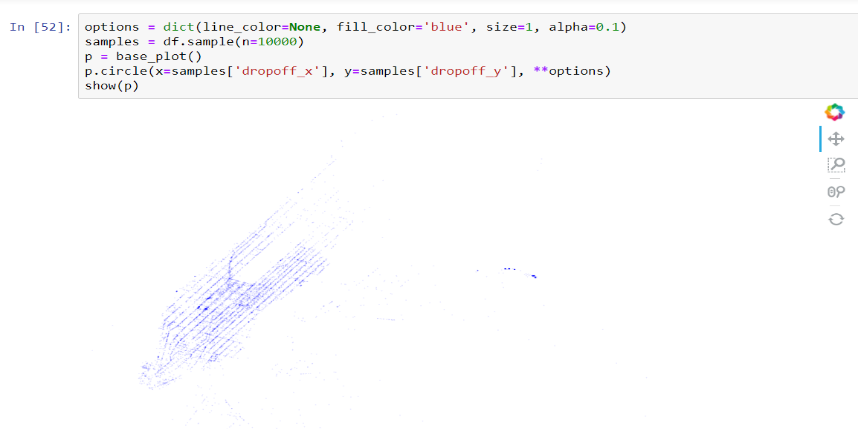 In [52]: options = dict(line_color=None, fill_color='blue', size=1, alpha=0.1)
samples = df.sample(n=10000)
p = base_plot()
p.circle(x=samples['dropoff_x'], y=samples['dropoff_y'], **options)
show(p)